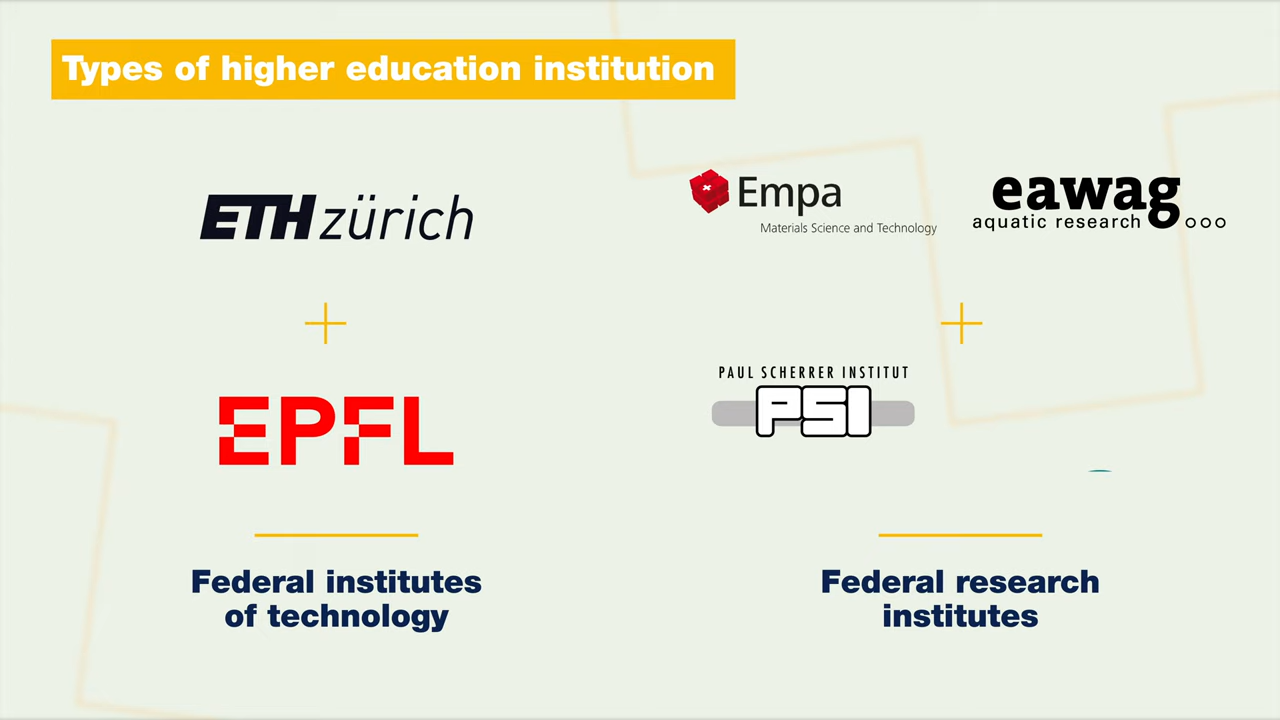 Types of higher education institution
ETH zürich
EPFL
Federal institutes
of technology
Empa
Materials Science and Technology
eawag
aquatic research
PAUL SCHERRER INSTITUT
PSI
Federal research
institutes